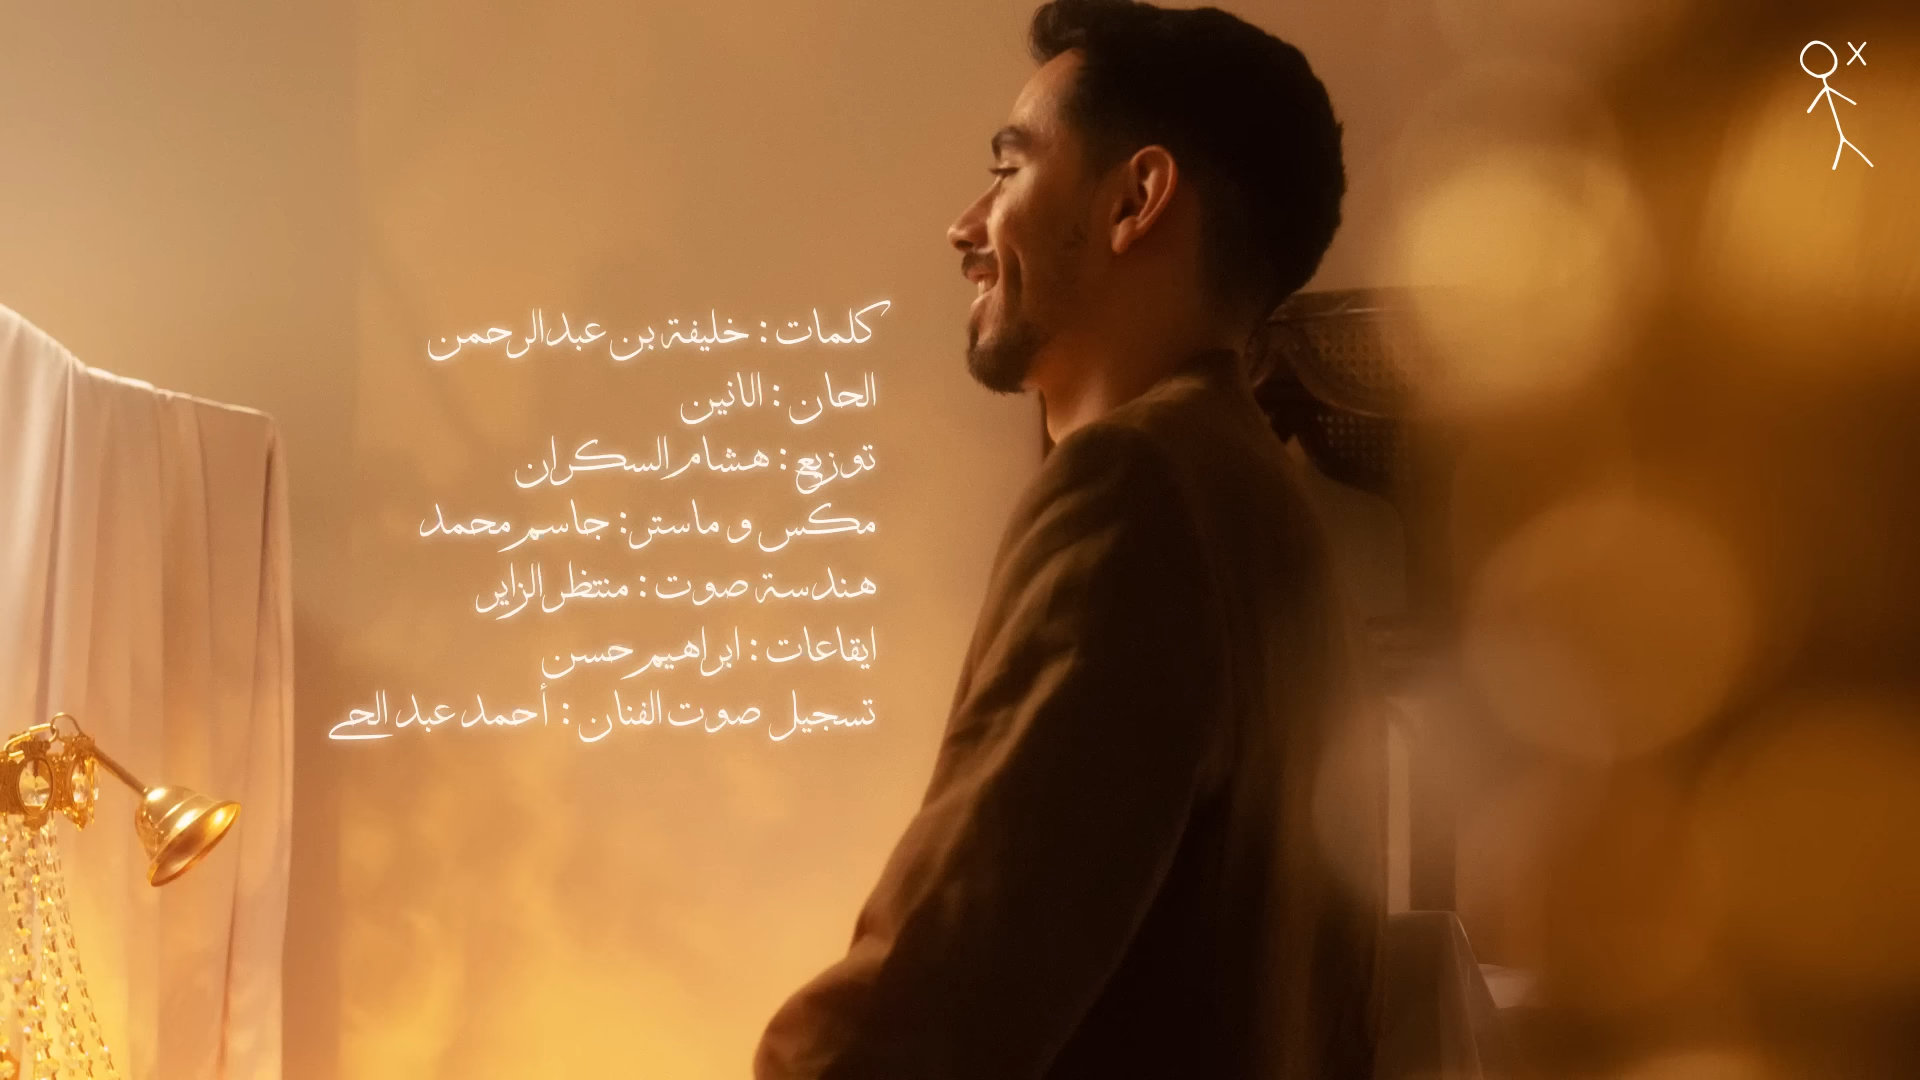 كلمات : خليفة بن عبدالرحمن
الحان : الانين
توزيع : هشام السكران
مكس و ماستر: جاسم محمد
هندسة صوت : منتظر الزاير
ايقاعات : ابراهيم حسن
تسجيل صوت الفنان : أحمد عبد الحي
X